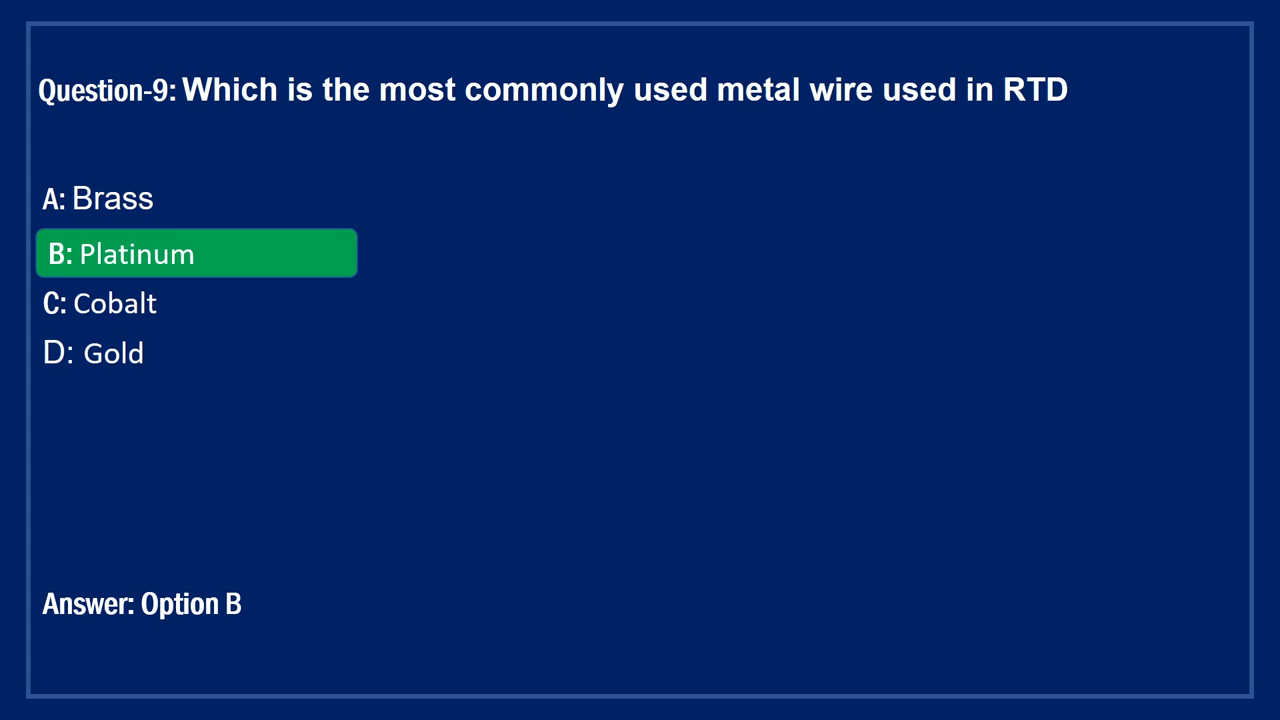 Question-9: Which is the most commonly used metal wire used in RTD
A: Brass
B: Platinum
C: Cobalt
D: Gold
Answer: Option B